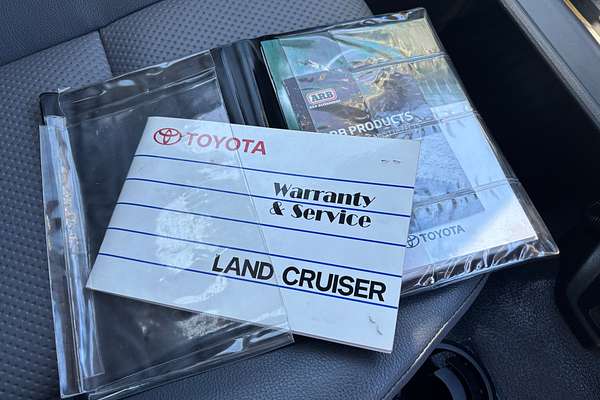 TOYOTA
Warranty
& Service
LAND CRUISER
ARB
ARB PRODUCTS
TOYOTA